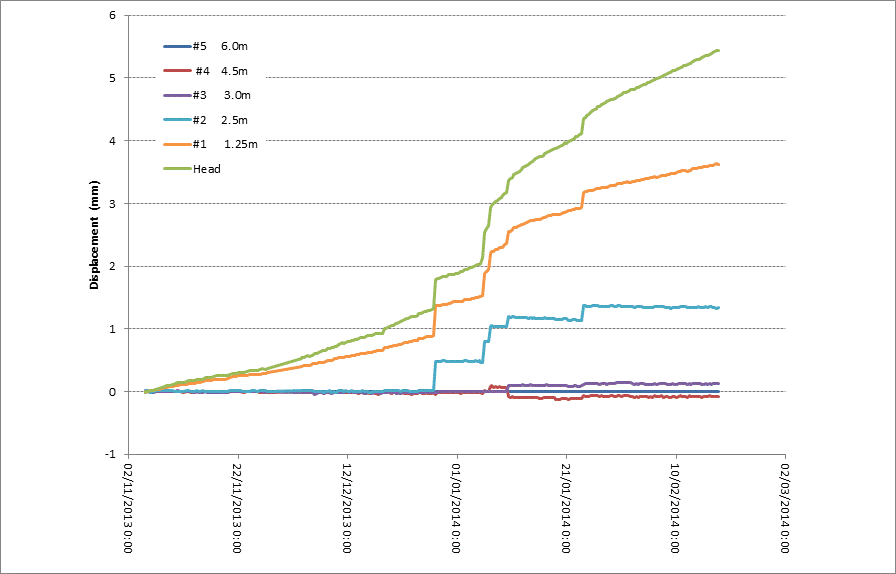 6
5
4
3
2
1
0
-1
Displacement (mm)
#5 6.0m
#4 4.5m
#3 3.0m
#2 2.5m
#1 1.25m
Head
02/11/2013 0:00
22/11/2013 0:00
12/12/2013 0:00
01/01/2014 0:00
21/01/2014 0:00
10/02/2014 0:00
02/03/2014 0:00